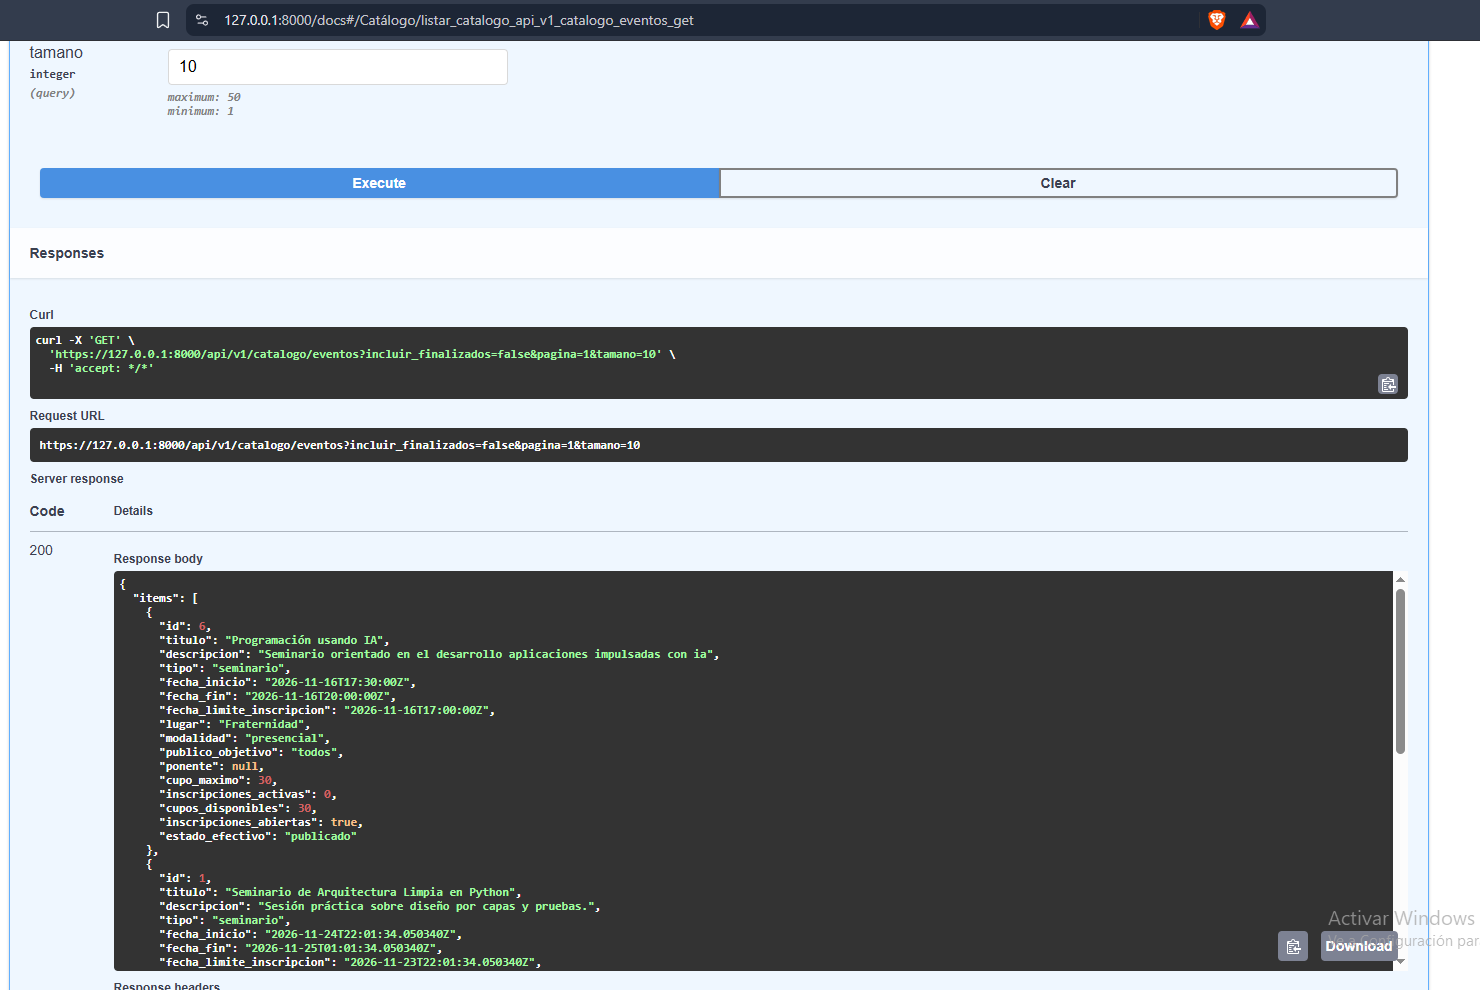 127.0.0.1:8000/docs#/Catálogo/listar_catalogo_api_v1_catalogo_eventos_get
tamano
integer
(query)
10
maximum: 50
minimum: 1
Execute
Clear
Responses
Curl
curl -X 'GET' \
'https://127.0.0.1:8000/api/v1/catalogo/eventos?incluir_finalizados=false&pagina=1&tamano=10' \
-H 'accept: */*'
Request URL
https://127.0.0.1:8000/api/v1/catalogo/eventos?incluir_finalizados=false&pagina=1&tamano=10
Server response
Code Details
200
Response body
{
"items": [
{
"id": 6,
"titulo": "Programación usando IA",
"descripcion": "Seminario orientado en el desarrollo aplicaciones impulsadas con ia",
"tipo": "seminario",
"fecha_inicio": "2026-11-16T17:30:00Z",
"fecha_fin": "2026-11-16T20:00:00Z",
"fecha_limite_inscripcion": "2026-11-16T17:00:00Z",
"lugar": "Fraternidad",
"modalidad": "presencial",
"publico_objetivo": "todos",
"ponente": null,
"cupo_maximo": 30,
"inscripciones_activas": 0,
"cupos_disponibles": 30,
"inscripciones_abiertas": true,
"estado_efectivo": "publicado"
},
{
"id": 1,
"titulo": "Seminario de Arquitectura Limpia en Python",
"descripcion": "Sesión práctica sobre diseño por capas y pruebas.",
"tipo": "seminario",
"fecha_inicio": "2026-11-24T22:01:34.050340Z",
"fecha_fin": "2026-11-25T01:01:34.050340Z",
"fecha_limite_inscripcion": "2026-11-23T22:01:34.050340Z",
Activar Windows
Download
Response headers